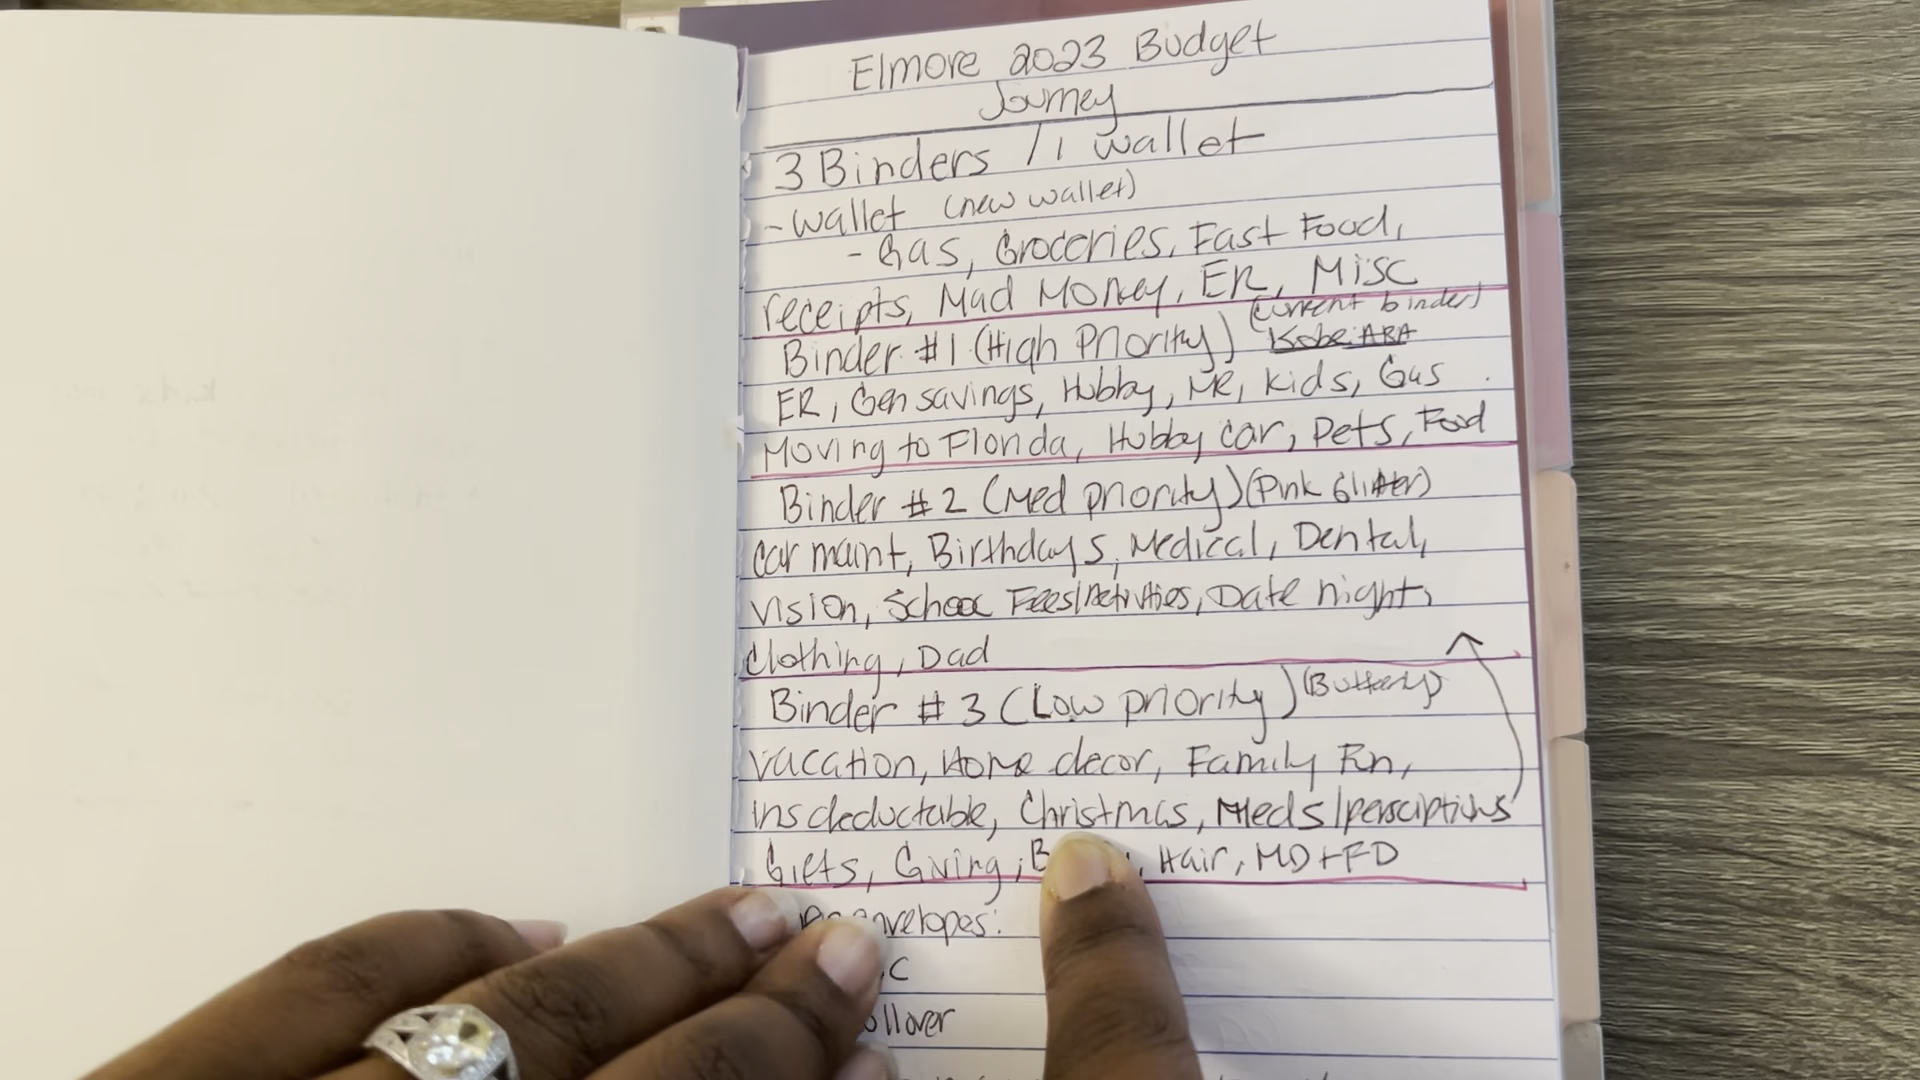 Elmore 2023 Budget
Journey
3 Binders / 1 wallet
- wallet (new wallet)
- Gas, Groceries, Fast Food,
receipts, Mad Money, ER, Misc
Binder #1 (High Priority) (current binder)
ER, Gen savings, Hubby, MR, kids, Gas
Moving to Florida, Hubby car, Pets, Food
Binder #2 (Med priority) (Pink Glitter)
car maint, Birthdays, Medical, Dental,
vision, School Fees/Activities, Date night,
Clothing, Dad
Binder #3 (Low priority) (Butterfly)
vacation, Home decor, Family Fun,
Ins deductable, Christmas, Meds/perscriptions
Gifts, Giving, Hair, MD+FD
envelopes: